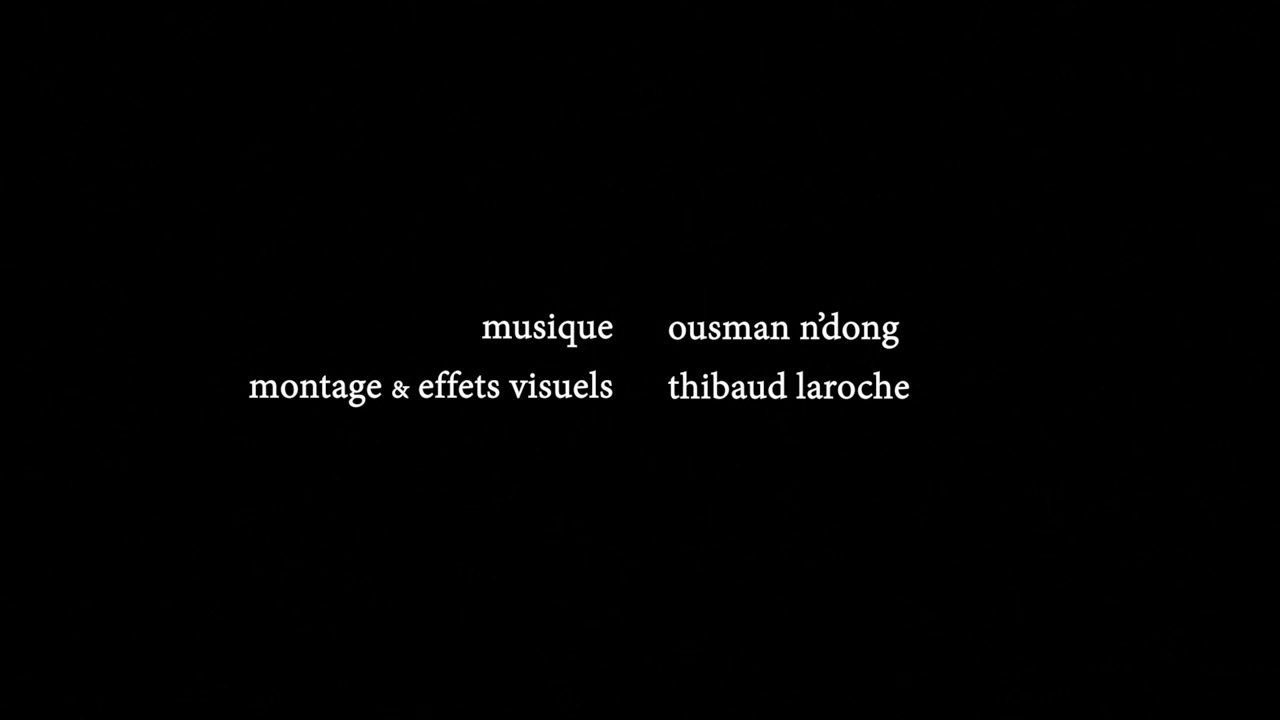 musique ousman n’dong
montage & effets visuels thibaud laroche